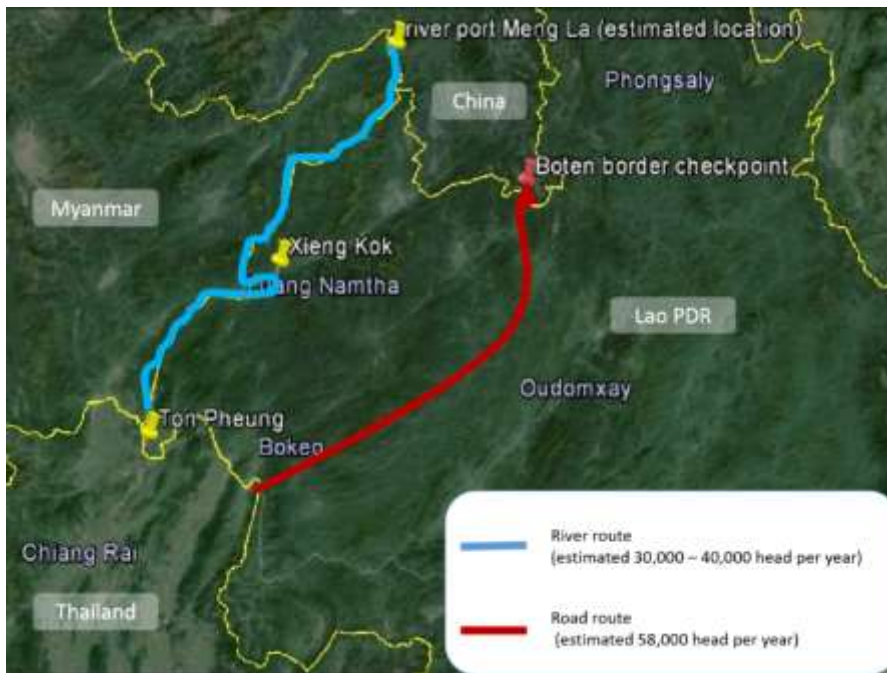 river port Meng La (estimated location)
Phongsaly
China
Boten border checkpoint
Myanmar
Xieng Kok
Luang Namtha
Lao PDR
Oudomxay
Ton Pheung
Bokeo
Chiang Rai
Thailand
River route
(estimated 30,000 – 40,000 head per year)
Road route
(estimated 58,000 head per year)